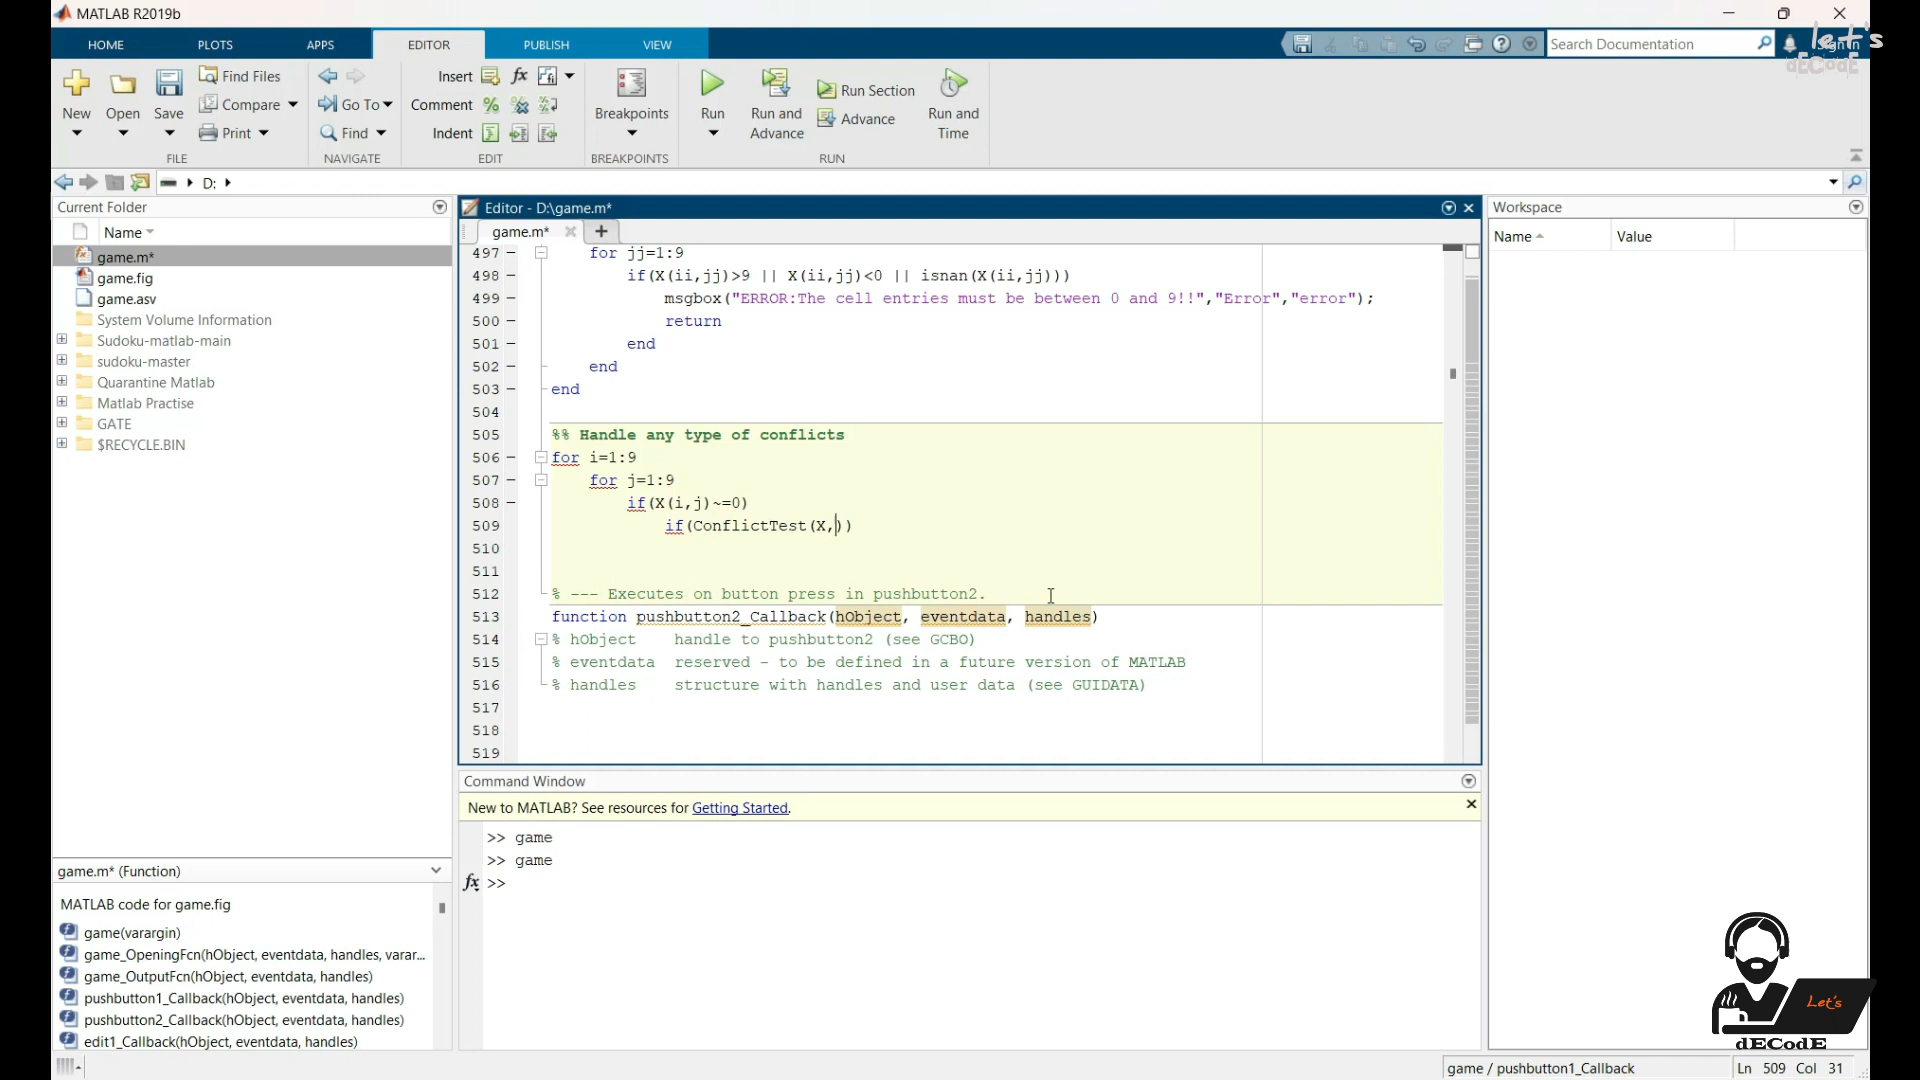 MATLAB R2019b
HOME PLOTS APPS EDITOR PUBLISH VIEW
Search Documentation
let's
dECodE
New Open Save Find Files Compare Print
Go To Find
Insert fx
Comment
Indent
Breakpoints
Run
Run and Advance
Run Section
Advance
Run and Time
FILE NAVIGATE EDIT BREAKPOINTS RUN
D:
Current Folder
Name
game.m*
game.fig
game.asv
System Volume Information
Sudoku-matlab-main
sudoku-master
Quarantine Matlab
Matlab Practise
GATE
$RECYCLE.BIN
game.m* (Function)
MATLAB code for game.fig
game(varargin)
game_OpeningFcn(hObject, eventdata, handles, varar...
game_OutputFcn(hObject, eventdata, handles)
pushbutton1_Callback(hObject, eventdata, handles)
pushbutton2_Callback(hObject, eventdata, handles)
edit1_Callback(hObject, eventdata, handles)
Editor - D:\game.m*
game.m*
497 – for jj=1:9
498 – if(X(ii,jj)>9 || X(ii,jj)<0 || isnan(X(ii,jj)))
499 – msgbox("ERROR:The cell entries must be between 0 and 9!!","Error","error");
500 – return
501 – end
502 – end
503 – end
504
505 %% Handle any type of conflicts
506 – for i=1:9
507 – for j=1:9
508 – if(X(i,j)~=0)
509 if(ConflictTest(X,))
510
511
512 % --- Executes on button press in pushbutton2.
513 function pushbutton2_Callback(hObject, eventdata, handles)
514 % hObject handle to pushbutton2 (see GCBO)
515 % eventdata reserved - to be defined in a future version of MATLAB
516 % handles structure with handles and user data (see GUIDATA)
517
518
519
Command Window
New to MATLAB? See resources for Getting Started.
>> game
>> game
fx >>
Workspace
Name Value
Let's
dECodE
game / pushbutton1_Callback Ln 509 Col 31